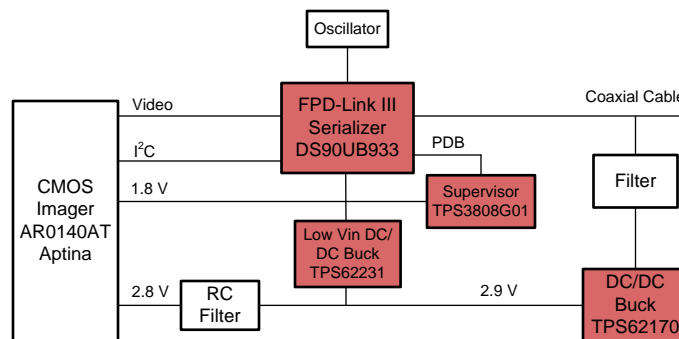 Oscillator
Video
FPD-Link III
Serializer
DS90UB933
Coaxial Cable
I²C
PDB
CMOS
Imager
AR0140AT
Aptina
1.8 V
Supervisor
TPS3808G01
Filter
Low Vin DC/
DC Buck
TPS62231
2.8 V
RC
Filter
2.9 V
DC/DC
Buck
TPS62170